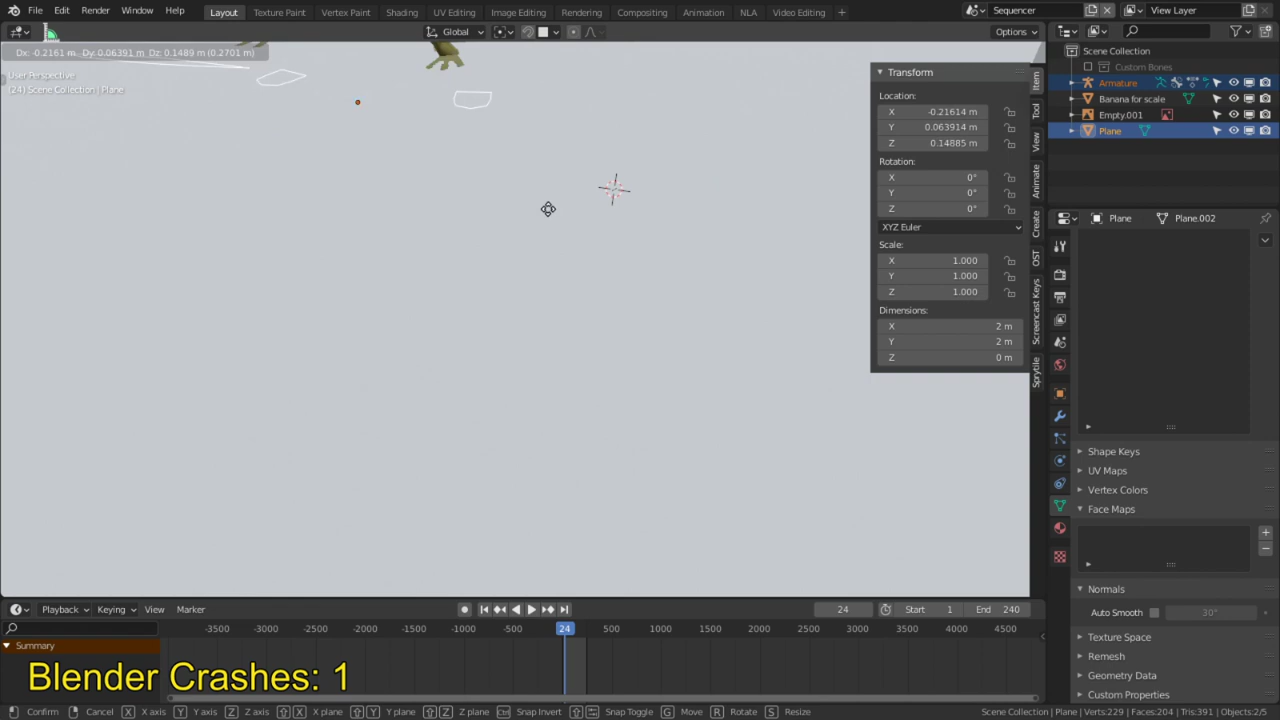 File Edit Render Window Help Layout Texture Paint Vertex Paint Shading UV Editing Image Editing Rendering Compositing Animation NLA Video Editing + Sequencer View Layer
Global Options
Dx: -0.2161 m Dy: 0.06391 m Dz: 0.1489 m (0.2701 m)
User Perspective
(24) Scene Collection | Plane
Transform
Location:
X -0.21614 m
Y 0.063914 m
Z 0.14885 m
Rotation:
X 0°
Y 0°
Z 0°
XYZ Euler
Scale:
X 1.000
Y 1.000
Z 1.000
Dimensions:
X 2 m
Y 2 m
Z 0 m
Item
Tool
View
Animate
Create
OST
Screencast Keys
Sprytile
Scene Collection
Custom Bones
Armature
Banana for scale
Empty.001
Plane
Plane Plane.002
Shape Keys
UV Maps
Vertex Colors
Face Maps
Normals
Auto Smooth 30°
Texture Space
Remesh
Geometry Data
Custom Properties
Playback Keying View Marker 24 Start 1 End 240
-3500 -3000 -2500 -2000 -1500 -1000 -500 24 500 1000 1500 2000 2500 3000 3500 4000 4500
Summary
Blender Crashes: 1
Confirm Cancel X X axis Y Y axis Z Z axis X X plane Y Y plane Z Z plane Snap Invert Snap Toggle G Move R Rotate S Resize Scene Collection | Plane | Verts:229 | Faces:204 | Tris:391 | Objects:2/5